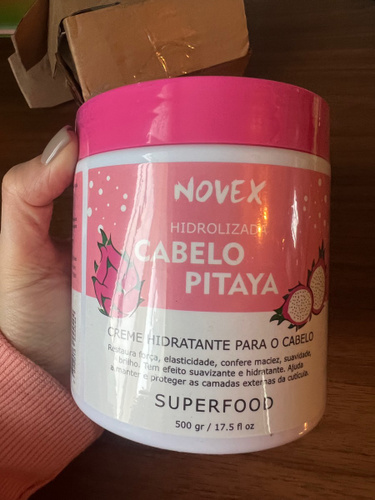 NOVEX
HIDROLIZADA
CABELO
PITAYA
CREME HIDRATANTE PARA O CABELO
Restaura força, elasticidade, confere maciez, suavidade,
brilho. Tem efeito suavizante e hidratante. Ajuda
a manter e proteger as camadas externas da cutícula.
SUPERFOOD
500 gr / 17.5 fl oz